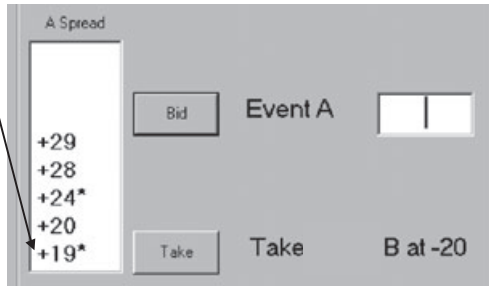 A Spread
Bid Event A
+29
+28
+24*
+20
+19*
Take Take B at -20